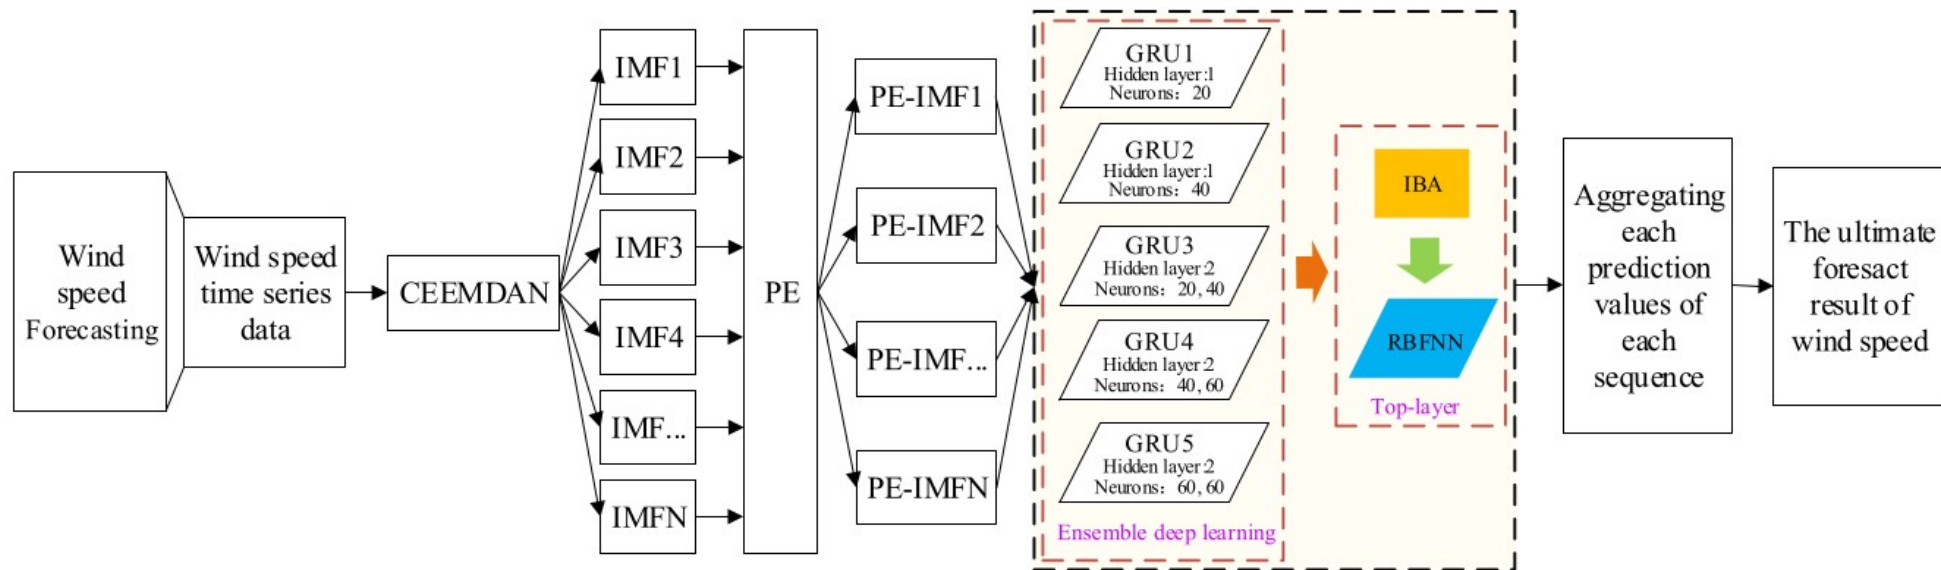 Wind
speed
Forecasting
Wind speed
time series
data
CEEMDAN
IMF1
IMF2
IMF3
IMF4
IMF...
IMFN
PE
PE-IMF1
PE-IMF2
PE-IMF...
PE-IMFN
GRU1
Hidden layer:1
Neurons: 20
GRU2
Hidden layer:1
Neurons: 40
GRU3
Hidden layer:2
Neurons: 20, 40
GRU4
Hidden layer:2
Neurons: 40, 60
GRU5
Hidden layer:2
Neurons: 60, 60
Ensemble deep learning
IBA
RBFNN
Top-layer
Aggregating
each
prediction
values of
each
sequence
The ultimate
foresact
result of
wind speed